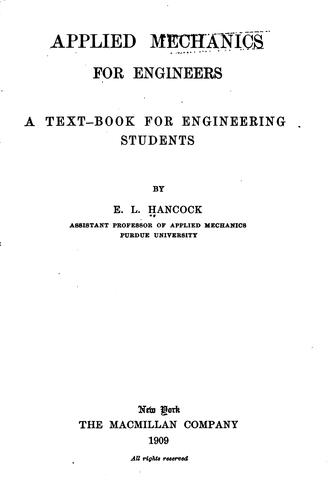 APPLIED MECHANICS
FOR ENGINEERS
A TEXT-BOOK FOR ENGINEERING
STUDENTS
BY
E. L. HANCOCK
ASSISTANT PROFESSOR OF APPLIED MECHANICS
PURDUE UNIVERSITY
New York
THE MACMILLAN COMPANY
1909
All rights reserved